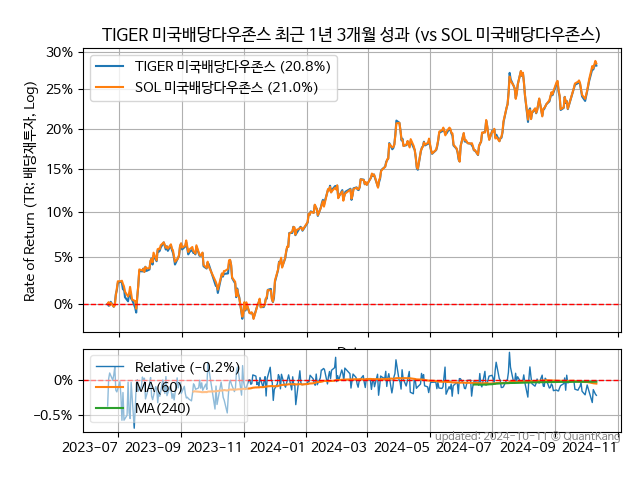 TIGER 미국배당다우존스 최근 1년 3개월 성과 (vs SOL 미국배당다우존스)
Rate of Return (TR: 배당재투자, Log)
30%
25%
20%
15%
10%
5%
0%
TIGER 미국배당다우존스 (20.8%)
SOL 미국배당다우존스 (21.0%)
0%
−0.5%
Relative (-0.2%)
MA(60)
MA(240)
updated: 2024-10-11 © QuantKang
2023-07 2023-09 2023-11 2024-01 2024-03 2024-05 2024-07 2024-09 2024-11